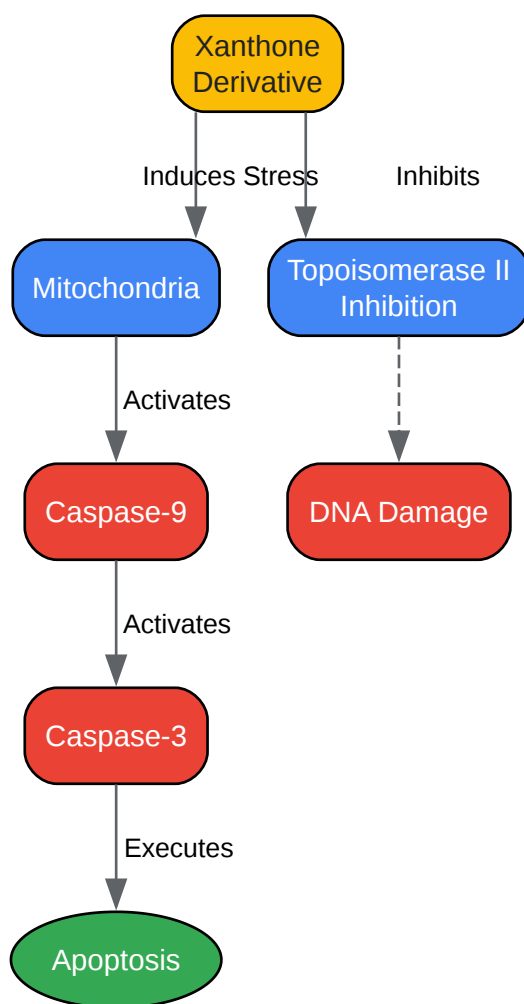 Xanthone
Derivative
Induces Stress
Inhibits
Mitochondria
Topoisomerase II
Inhibition
Activates
Caspase-9
DNA Damage
Activates
Caspase-3
Executes
Apoptosis